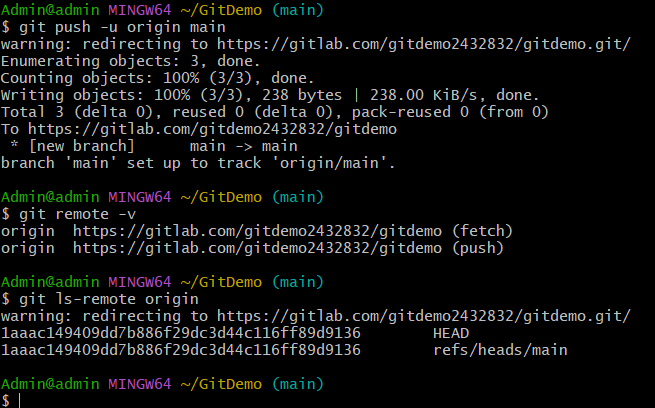 Admin@admin MINGW64 ~/GitDemo (main)
$ git push -u origin main
warning: redirecting to https://gitlab.com/gitdemo2432832/gitdemo.git/
Enumerating objects: 3, done.
Counting objects: 100% (3/3), done.
Writing objects: 100% (3/3), 238 bytes | 238.00 KiB/s, done.
Total 3 (delta 0), reused 0 (delta 0), pack-reused 0 (from 0)
To https://gitlab.com/gitdemo2432832/gitdemo
 * [new branch]      main -> main
branch 'main' set up to track 'origin/main'.
Admin@admin MINGW64 ~/GitDemo (main)
$ git remote -v
origin  https://gitlab.com/gitdemo2432832/gitdemo (fetch)
origin  https://gitlab.com/gitdemo2432832/gitdemo (push)
Admin@admin MINGW64 ~/GitDemo (main)
$ git ls-remote origin
warning: redirecting to https://gitlab.com/gitdemo2432832/gitdemo.git/
1aaac149409dd7b886f29dc3d44c116ff89d9136        HEAD
1aaac149409dd7b886f29dc3d44c116ff89d9136        refs/heads/main
Admin@admin MINGW64 ~/GitDemo (main)
$